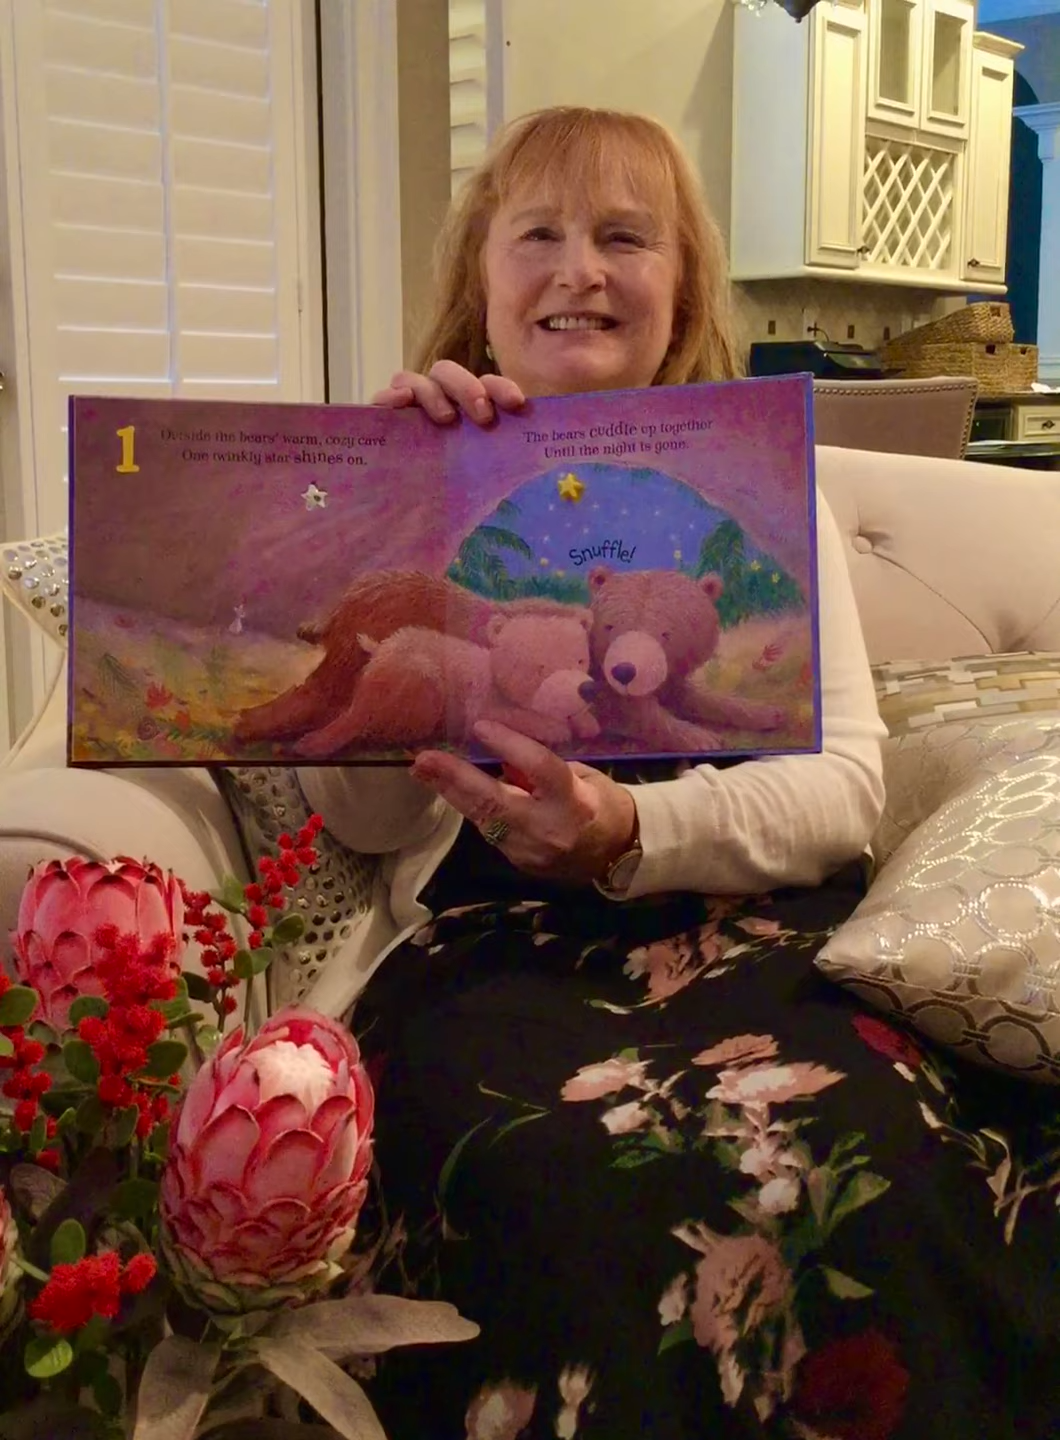 1
Outside the bears' warm, cozy cave
One twinkly star shines on,
The bears cuddle up together
Until the night is gone.
Snuffle!